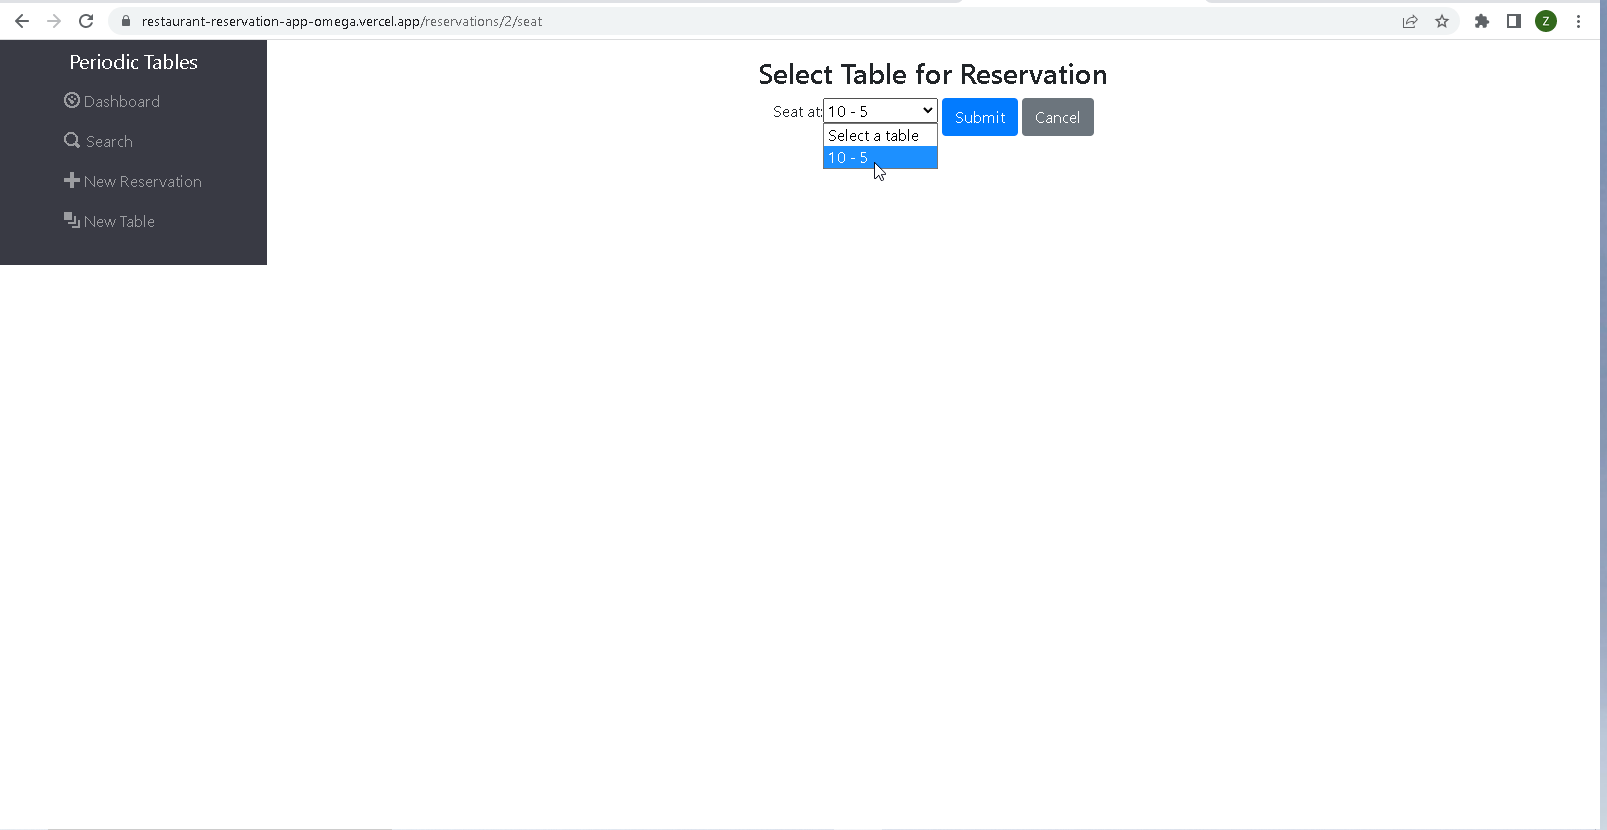 restaurant-reservation-app-omega.vercel.app/reservations/2/seat
Z
Periodic Tables
Dashboard
Search
New Reservation
New Table
Select Table for Reservation
Seat at: 10 - 5 Submit Cancel
Select a table
10 - 5